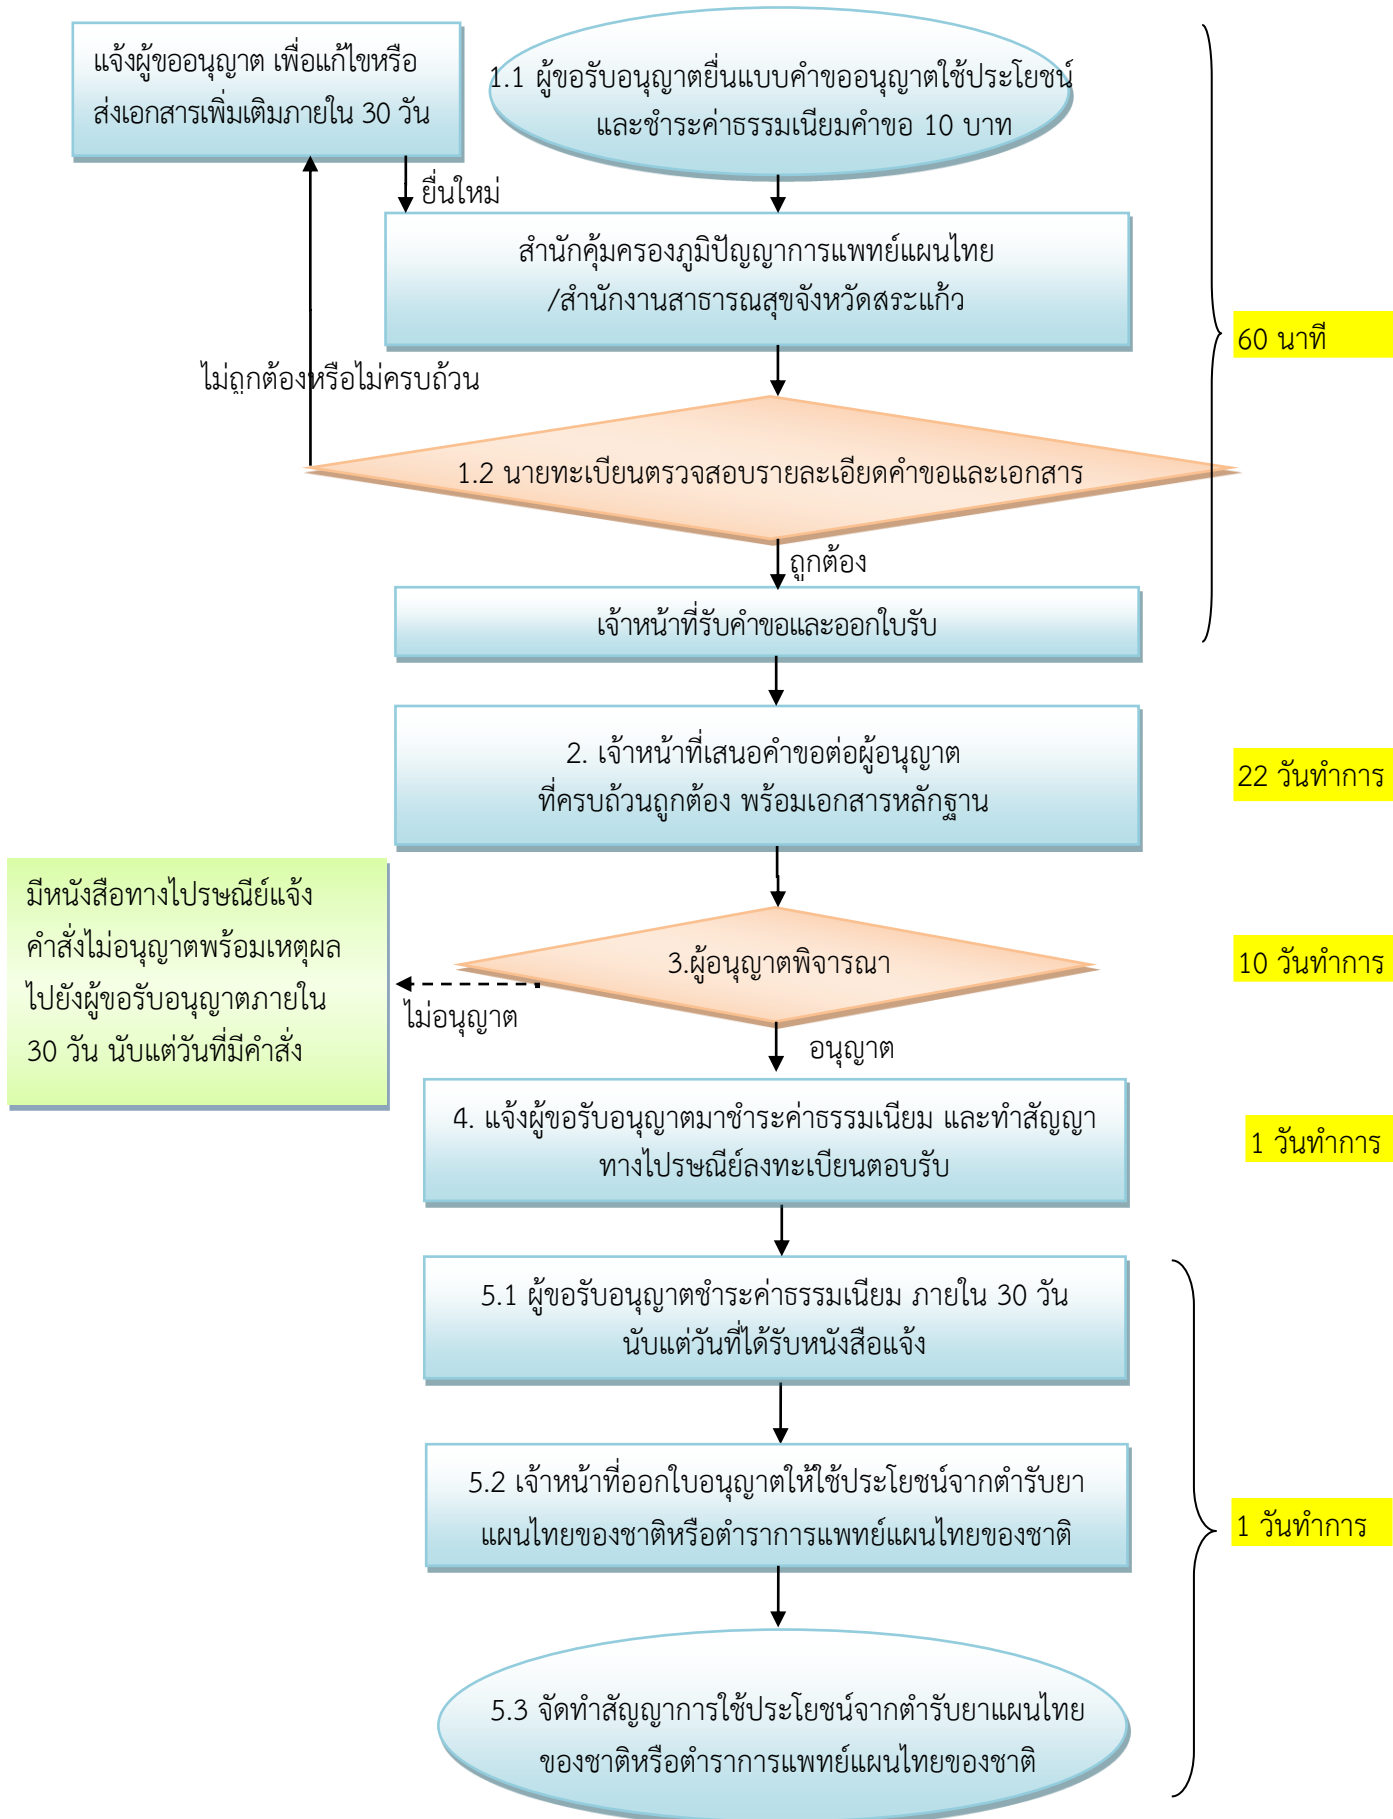 แจ้งผู้ขออนุญาต เพื่อแก้ไขหรือ
ส่งเอกสารเพิ่มเติมภายใน 30 วัน
1.1 ผู้ขอรับอนุญาตยื่นแบบคำขออนุญาตใช้ประโยชน์
และชำระค่าธรรมเนียมคำขอ 10 บาท
ยื่นใหม่
สำนักคุ้มครองภูมิปัญญาการแพทย์แผนไทย
/สำนักงานสาธารณสุขจังหวัดสระแก้ว
60 นาที
ไม่ถูกต้องหรือไม่ครบถ้วน
1.2 นายทะเบียนตรวจสอบรายละเอียดคำขอและเอกสาร
ถูกต้อง
เจ้าหน้าที่รับคำขอและออกใบรับ
2. เจ้าหน้าที่เสนอคำขอต่อผู้อนุญาต
ที่ครบถ้วนถูกต้อง พร้อมเอกสารหลักฐาน
22 วันทำการ
มีหนังสือทางไปรษณีย์แจ้ง
คำสั่งไม่อนุญาตพร้อมเหตุผล
ไปยังผู้ขอรับอนุญาตภายใน
30 วัน นับแต่วันที่มีคำสั่ง
3.ผู้อนุญาตพิจารณา
10 วันทำการ
ไม่อนุญาต
อนุญาต
4. แจ้งผู้ขอรับอนุญาตมาชำระค่าธรรมเนียม และทำสัญญา
ทางไปรษณีย์ลงทะเบียนตอบรับ
1 วันทำการ
5.1 ผู้ขอรับอนุญาตชำระค่าธรรมเนียม ภายใน 30 วัน
นับแต่วันที่ได้รับหนังสือแจ้ง
5.2 เจ้าหน้าที่ออกใบอนุญาตให้ใช้ประโยชน์จากตำรับยา
แผนไทยของชาติหรือตำราการแพทย์แผนไทยของชาติ
1 วันทำการ
5.3 จัดทำสัญญาการใช้ประโยชน์จากตำรับยาแผนไทย
ของชาติหรือตำราการแพทย์แผนไทยของชาติ